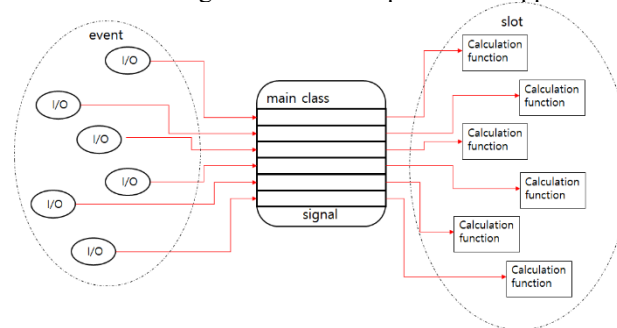 event
slot
I/O
I/O
I/O
I/O
I/O
I/O
main class
signal
Calculation
function
Calculation
function
Calculation
function
Calculation
function
Calculation
function
Calculation
function